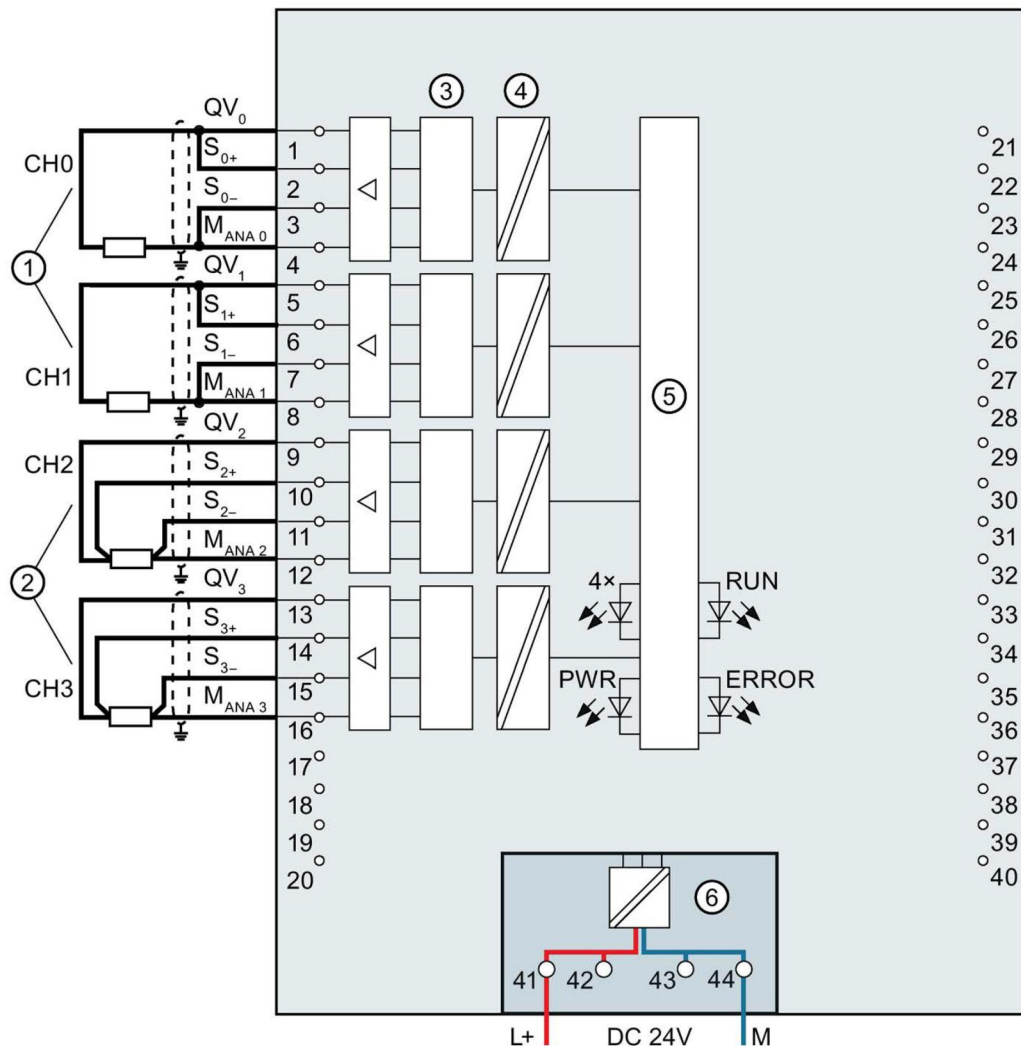 ③ ④
QV₀
CH0 S₀₊ 1 21
S₀₋ 2 22
M_ANA 0 3 23
① 4 24
QV₁
S₁₊ 5 25
S₁₋ 6 26
CH1 M_ANA 1 7 27
⑤
8 28
QV₂
CH2 S₂₊ 9 29
S₂₋ 10 30
M_ANA 2 11 31
② 12 32
QV₃ 4× RUN
S₃₊ 13 33
S₃₋ 14 34
CH3 M_ANA 3 15 PWR ERROR 35
16 36
17 37
18 38
19 39
20 40
⑥
41 42 43 44
L+ DC 24V M